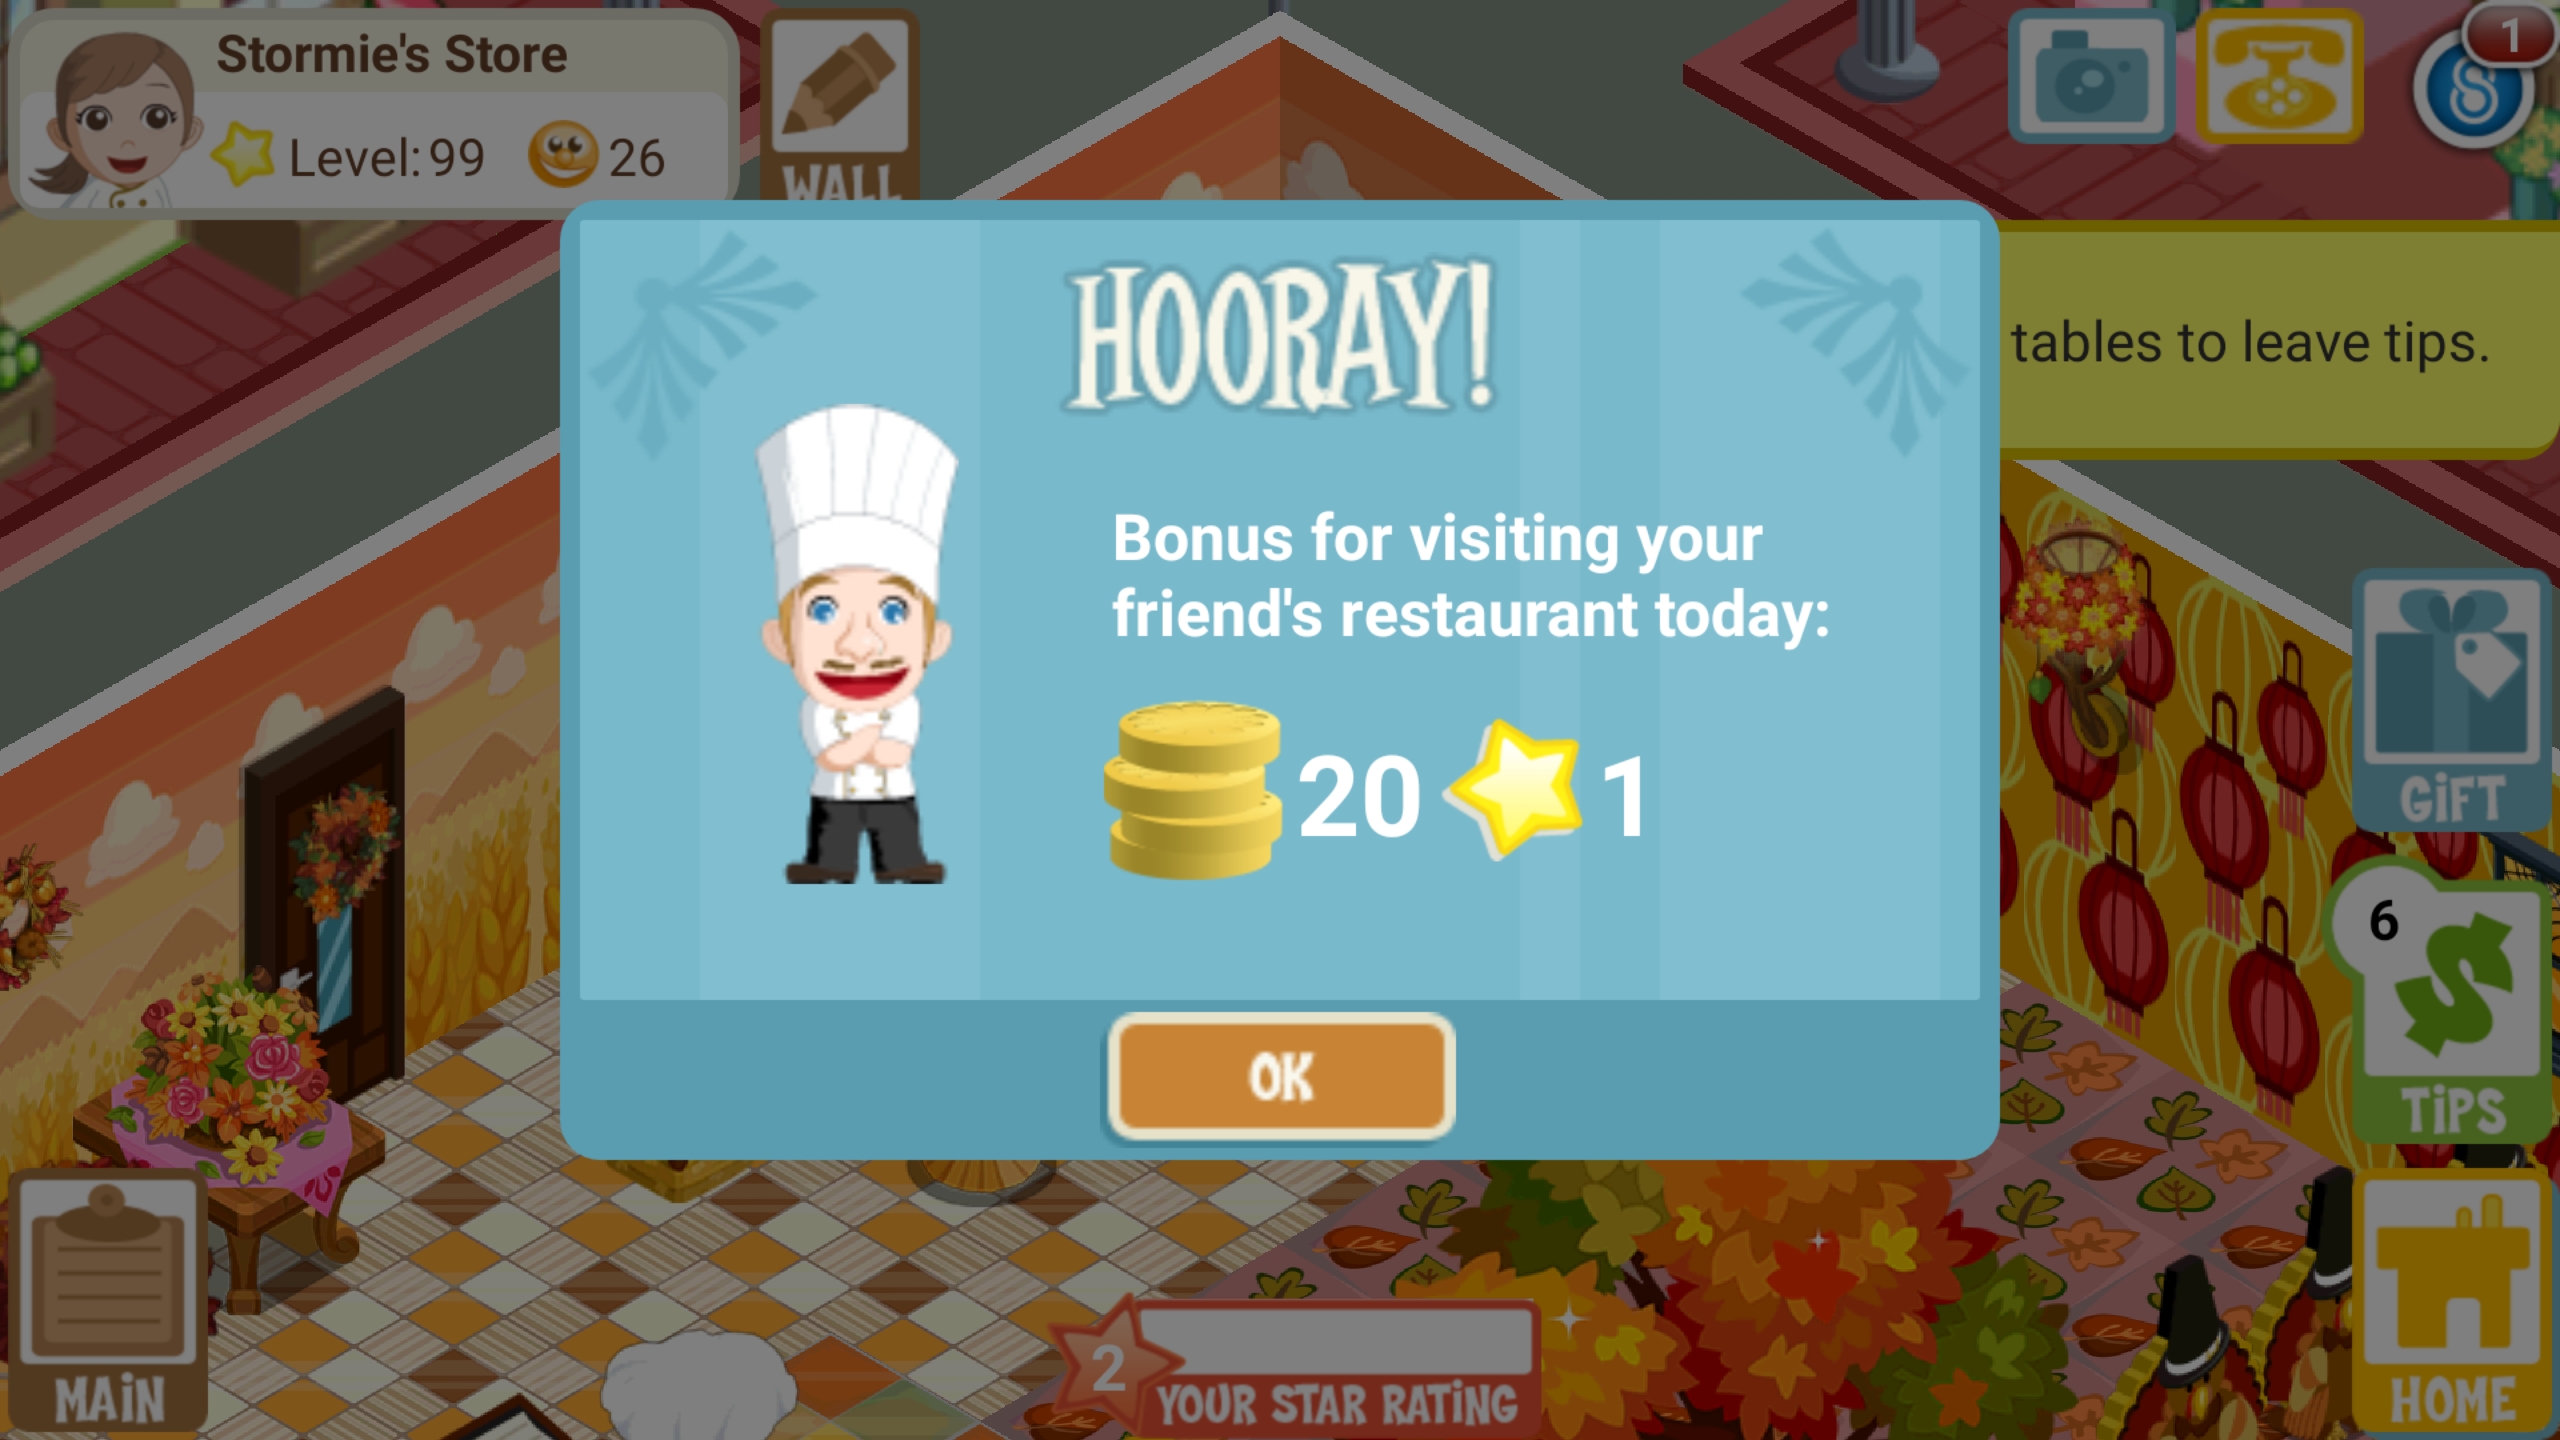 Stormie's Store
Level: 99
26
WALL
1
HOORAY!
tables to leave tips.
Bonus for visiting your
friend's restaurant today:
20
1
GiFT
6
TiPS
OK
2
YOUR STAR RATiNG
MAiN
HOME